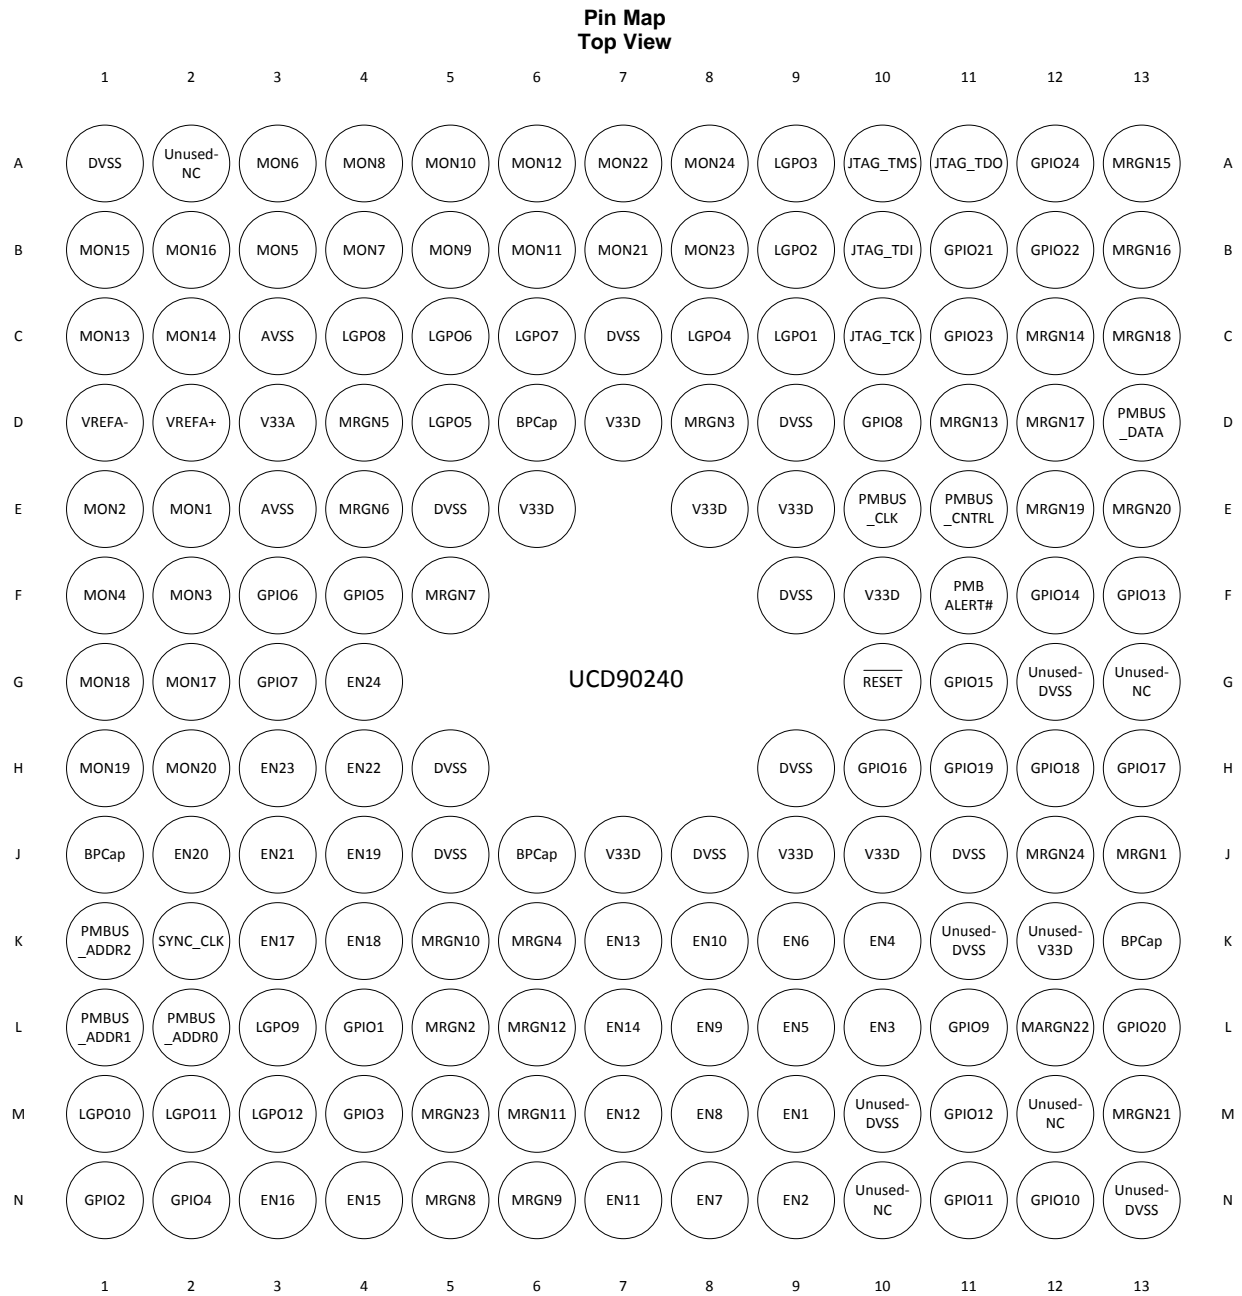 Pin Map
Top View
1 2 3 4 5 6 7 8 9 10 11 12 13
A DVSS Unused-NC MON6 MON8 MON10 MON12 MON22 MON24 LGPO3 JTAG_TMS JTAG_TDO GPIO24 MRGN15 A
B MON15 MON16 MON5 MON7 MON9 MON11 MON21 MON23 LGPO2 JTAG_TDI GPIO21 GPIO22 MRGN16 B
C MON13 MON14 AVSS LGPO8 LGPO6 LGPO7 DVSS LGPO4 LGPO1 JTAG_TCK GPIO23 MRGN14 MRGN18 C
D VREFA- VREFA+ V33A MRGN5 LGPO5 BPCap V33D MRGN3 DVSS GPIO8 MRGN13 MRGN17 PMBUS_DATA D
E MON2 MON1 AVSS MRGN6 DVSS V33D V33D V33D PMBUS_CLK PMBUS_CNTRL MRGN19 MRGN20 E
F MON4 MON3 GPIO6 GPIO5 MRGN7 DVSS V33D PMB ALERT# GPIO14 GPIO13 F
G MON18 MON17 GPIO7 EN24 UCD90240 RESET GPIO15 Unused-DVSS Unused-NC G
H MON19 MON20 EN23 EN22 DVSS DVSS GPIO16 GPIO19 GPIO18 GPIO17 H
J BPCap EN20 EN21 EN19 DVSS BPCap V33D DVSS V33D V33D DVSS MRGN24 MRGN1 J
K PMBUS_ADDR2 SYNC_CLK EN17 EN18 MRGN10 MRGN4 EN13 EN10 EN6 EN4 Unused-DVSS Unused-V33D BPCap K
L PMBUS_ADDR1 PMBUS_ADDR0 LGPO9 GPIO1 MRGN2 MRGN12 EN14 EN9 EN5 EN3 GPIO9 MARGN22 GPIO20 L
M LGPO10 LGPO11 LGPO12 GPIO3 MRGN23 MRGN11 EN12 EN8 EN1 Unused-DVSS GPIO12 Unused-NC MRGN21 M
N GPIO2 GPIO4 EN16 EN15 MRGN8 MRGN9 EN11 EN7 EN2 Unused-NC GPIO11 GPIO10 Unused-DVSS N
1 2 3 4 5 6 7 8 9 10 11 12 13